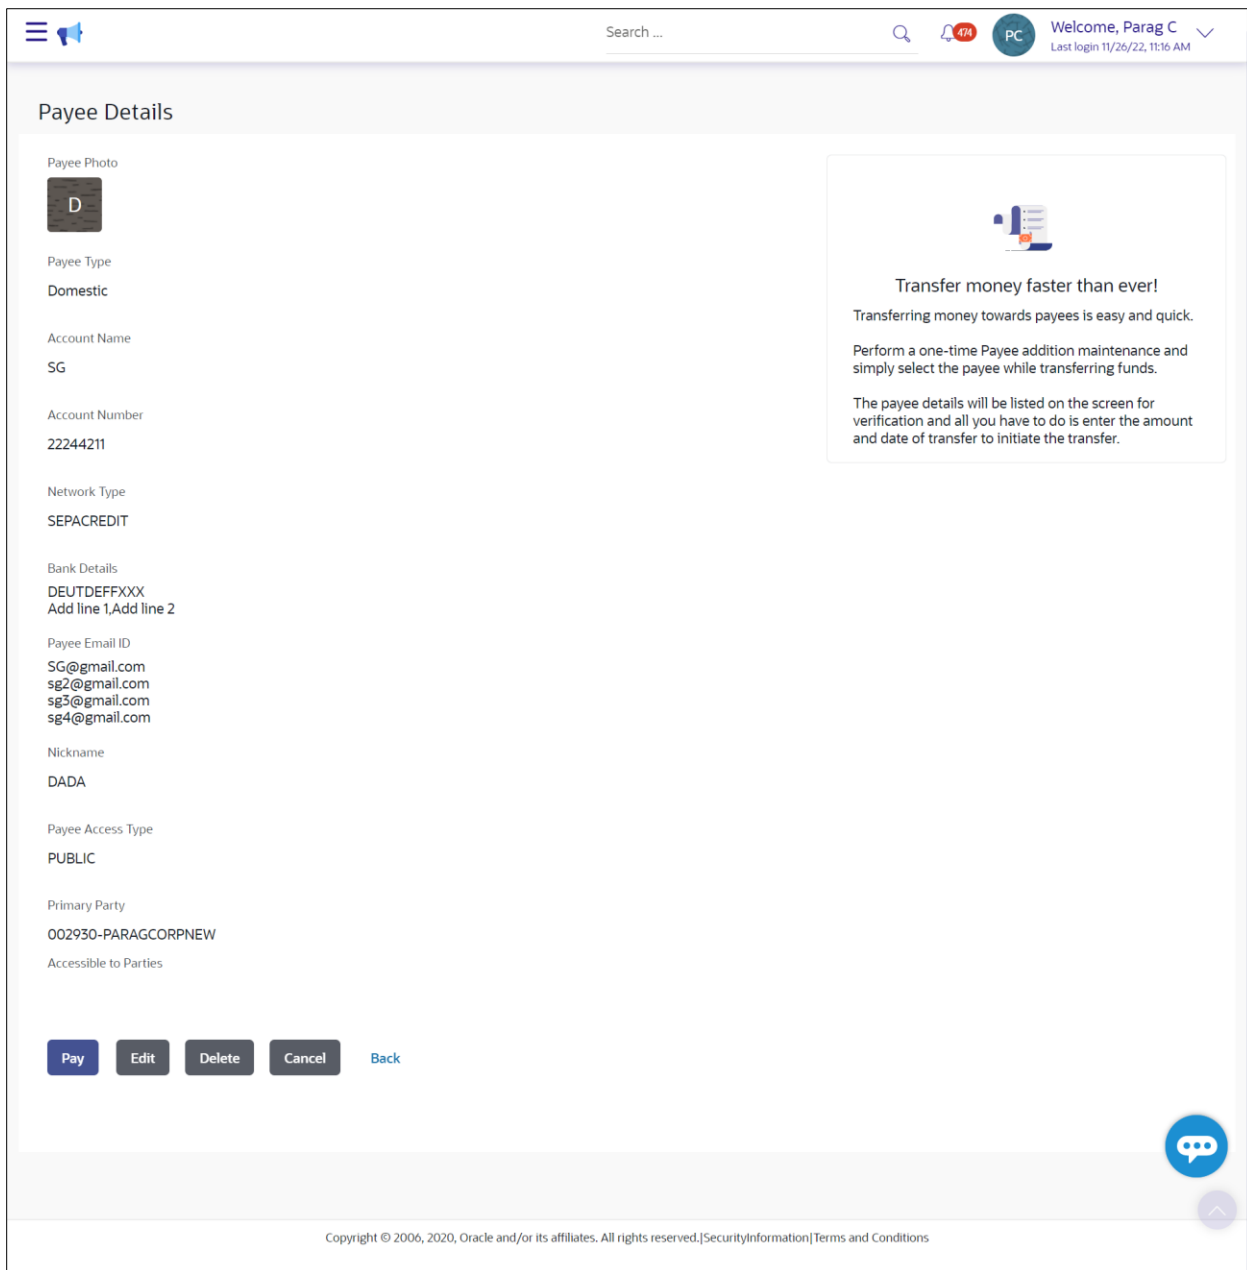 Search ...
474
PC
Welcome, Parag C
Last login 11/26/22, 11:16 AM
Payee Details
Payee Photo
D
Payee Type
Domestic
Account Name
SG
Account Number
22244211
Network Type
SEPACREDIT
Bank Details
DEUTDEFFXXX
Add line 1,Add line 2
Payee Email ID
SG@gmail.com
sg2@gmail.com
sg3@gmail.com
sg4@gmail.com
Nickname
DADA
Payee Access Type
PUBLIC
Primary Party
002930-PARAGCORPNEW
Accessible to Parties
Pay
Edit
Delete
Cancel
Back
Transfer money faster than ever!
Transferring money towards payees is easy and quick.
Perform a one-time Payee addition maintenance and
simply select the payee while transferring funds.
The payee details will be listed on the screen for
verification and all you have to do is enter the amount
and date of transfer to initiate the transfer.
Copyright © 2006, 2020, Oracle and/or its affiliates. All rights reserved.|SecurityInformation|Terms and Conditions